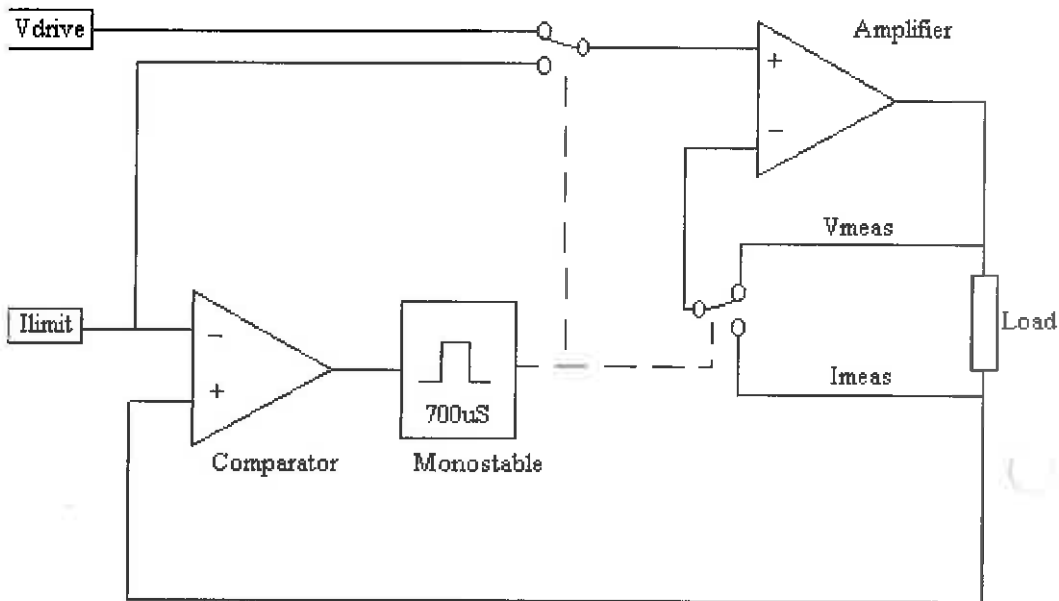 Vdrive
Amplifier
+
−
Vmeas
Ilimit
−
+
Load
700uS
Imeas
Comparator
Monostable